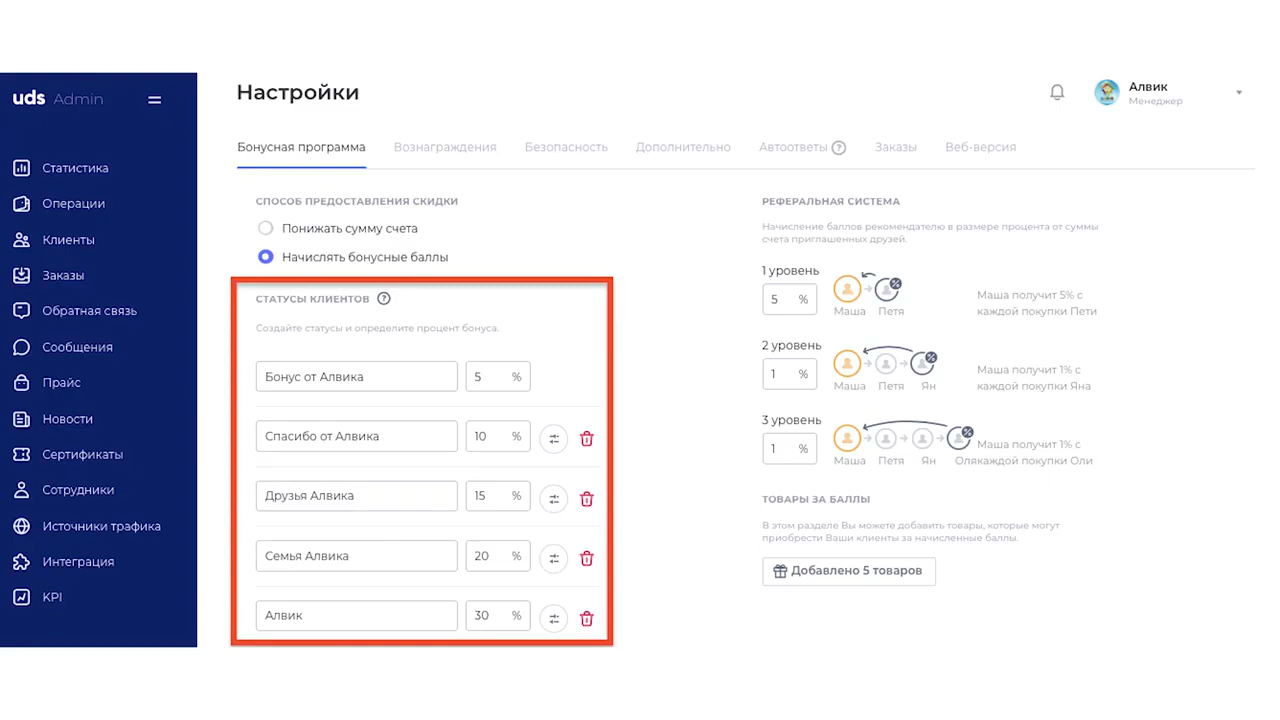 uds Admin
Статистика
Операции
Клиенты
Заказы
Обратная связь
Сообщения
Прайс
Новости
Сертификаты
Сотрудники
Источники трафика
Интеграция
KPI
Настройки
Алвик
Менеджер
Бонусная программа Вознаграждения Безопасность Дополнительно Автоответы ? Заказы Веб-версия
СПОСОБ ПРЕДОСТАВЛЕНИЯ СКИДКИ
Понижать сумму счета
Начислять бонусные баллы
СТАТУСЫ КЛИЕНТОВ ?
Создайте статусы и определите процент бонуса.
Бонус от Алвика 5 %
Спасибо от Алвика 10 %
Друзья Алвика 15 %
Семья Алвика 20 %
Алвик 30 %
РЕФЕРАЛЬНАЯ СИСТЕМА
Начисление баллов рекомендателю в размере процента от суммы
счета приглашенных друзей.
1 уровень
5 % %
Маша Петя
Маша получит 5% с
каждой покупки Пети
2 уровень
1 % %
Маша Петя Ян
Маша получит 1% с
каждой покупки Яна
3 уровень
1 % %
Маша Петя Ян Оля
Маша получит 1% с
каждой покупки Оли
ТОВАРЫ ЗА БАЛЛЫ
В этом разделе Вы можете добавить товары, которые могут
приобрести Ваши клиенты за начисленные баллы.
Добавлено 5 товаров